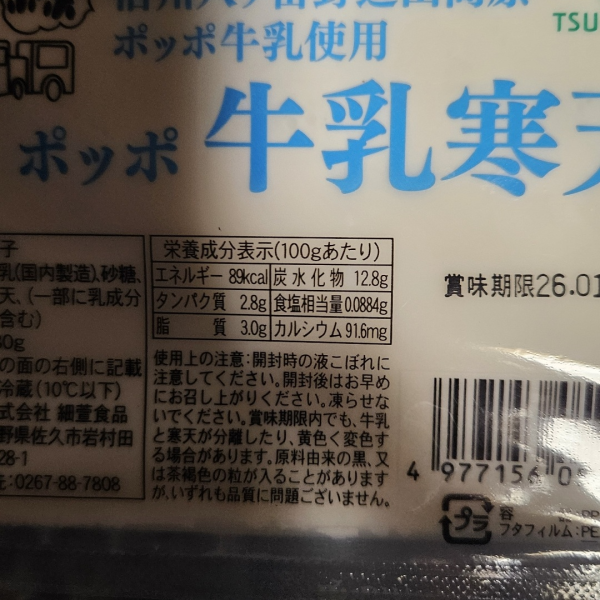 ポッポ牛乳使用
TSU
ポッポ 牛乳寒天
子
乳(国内製造)、砂糖、
天、(一部に乳成分
含む)
0g
の面の右側に記載
冷蔵(10℃以下)
式会社 細萱食品
野県佐久市岩村田
28-1
元:0267-88-7808
栄養成分表示(100gあたり)
エネルギー 89kcal 炭水化物 12.8g
タンパク質 2.8g 食塩相当量 0.0884g
脂質 3.0g カルシウム 91.6mg
使用上の注意:開封時の液こぼれに
注意してください。開封後はお早め
にお召し上がりください。凍らせな
いでください。賞味期限内でも、牛乳
と寒天が分離したり、黄色く変色す
る場合があります。原料由来の黒、又
は茶褐色の粒が入ることがあります
が、いずれも品質に問題ございません。
賞味期限26.01
4 977156 0
プラ
容
フタフィルム:PE